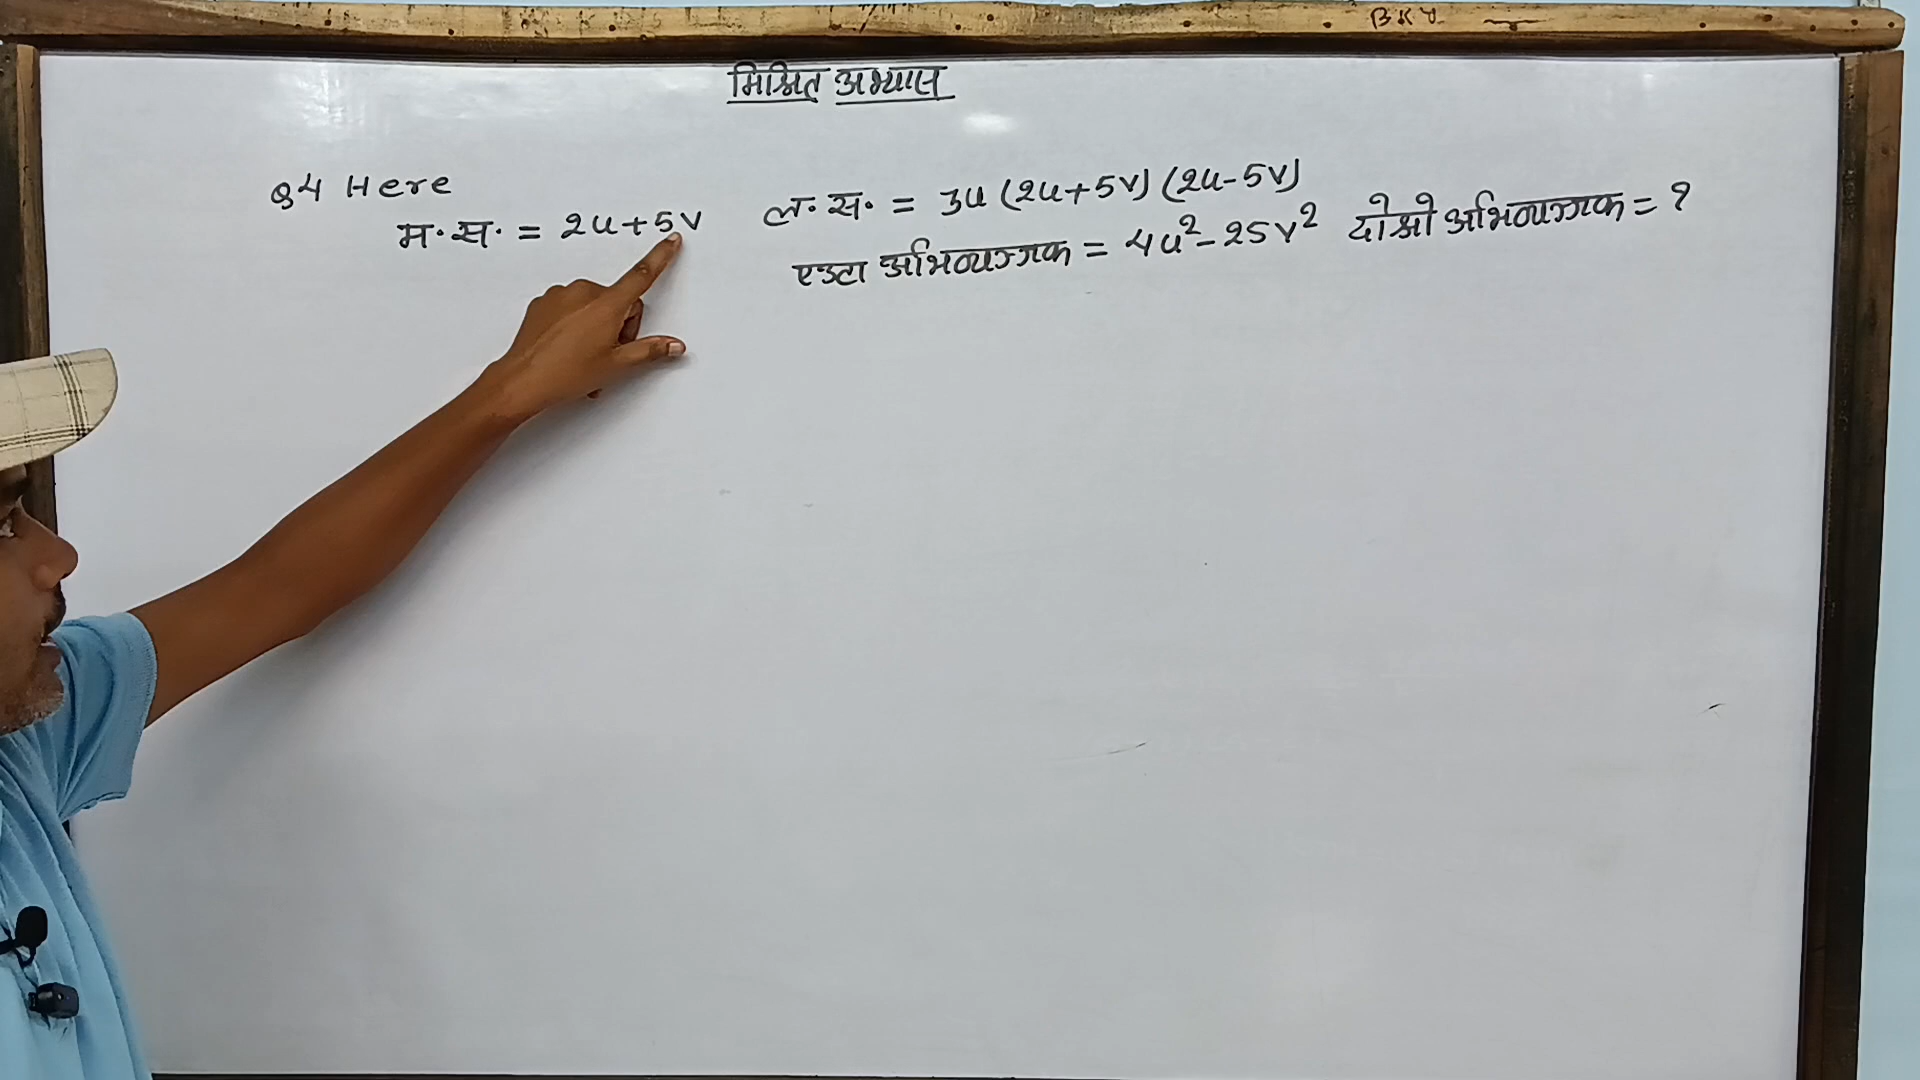 BKY
मिश्रित अभ्यास
Q4 Here
म.स. = 2u+5v
ल.स. = 3u (2u+5v) (2u-5v)
एउटा अभिव्यञ्जक = 4u²-25v² दोश्रो अभिव्यञ्जक = ?